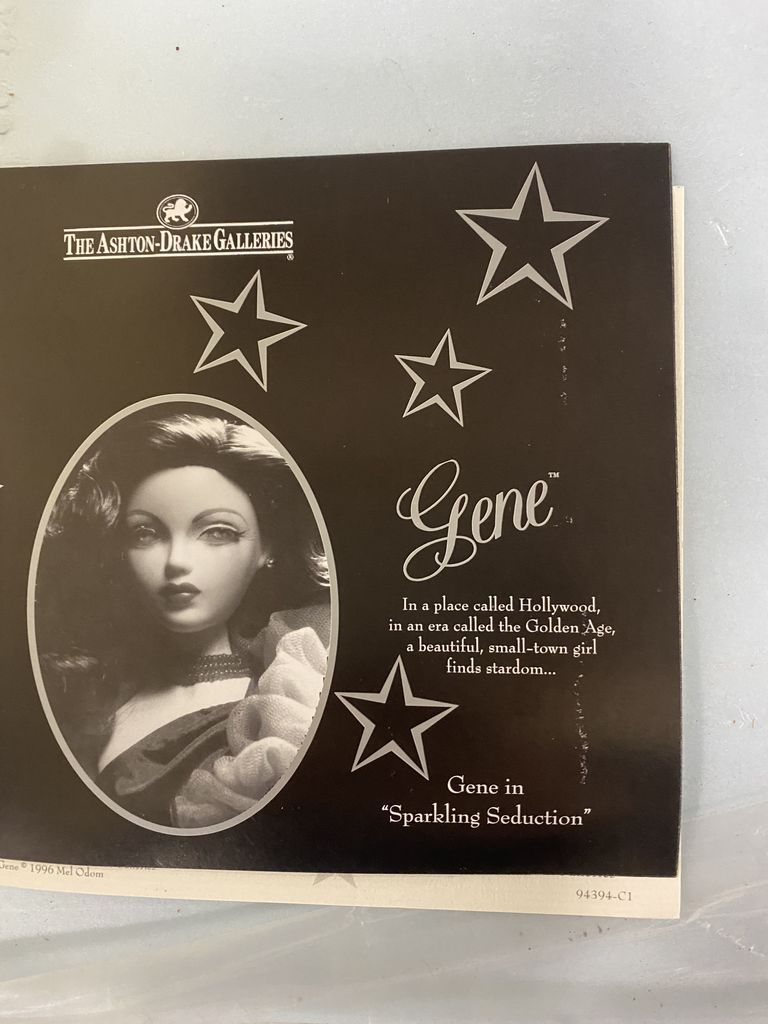 THE ASHTON-DRAKE GALLERIES
®
Gene™
In a place called Hollywood,
in an era called the Golden Age,
a beautiful, small-town girl
finds stardom...
Gene in
“Sparkling Seduction”
Gene © 1996 Mel Odom
94394-C1